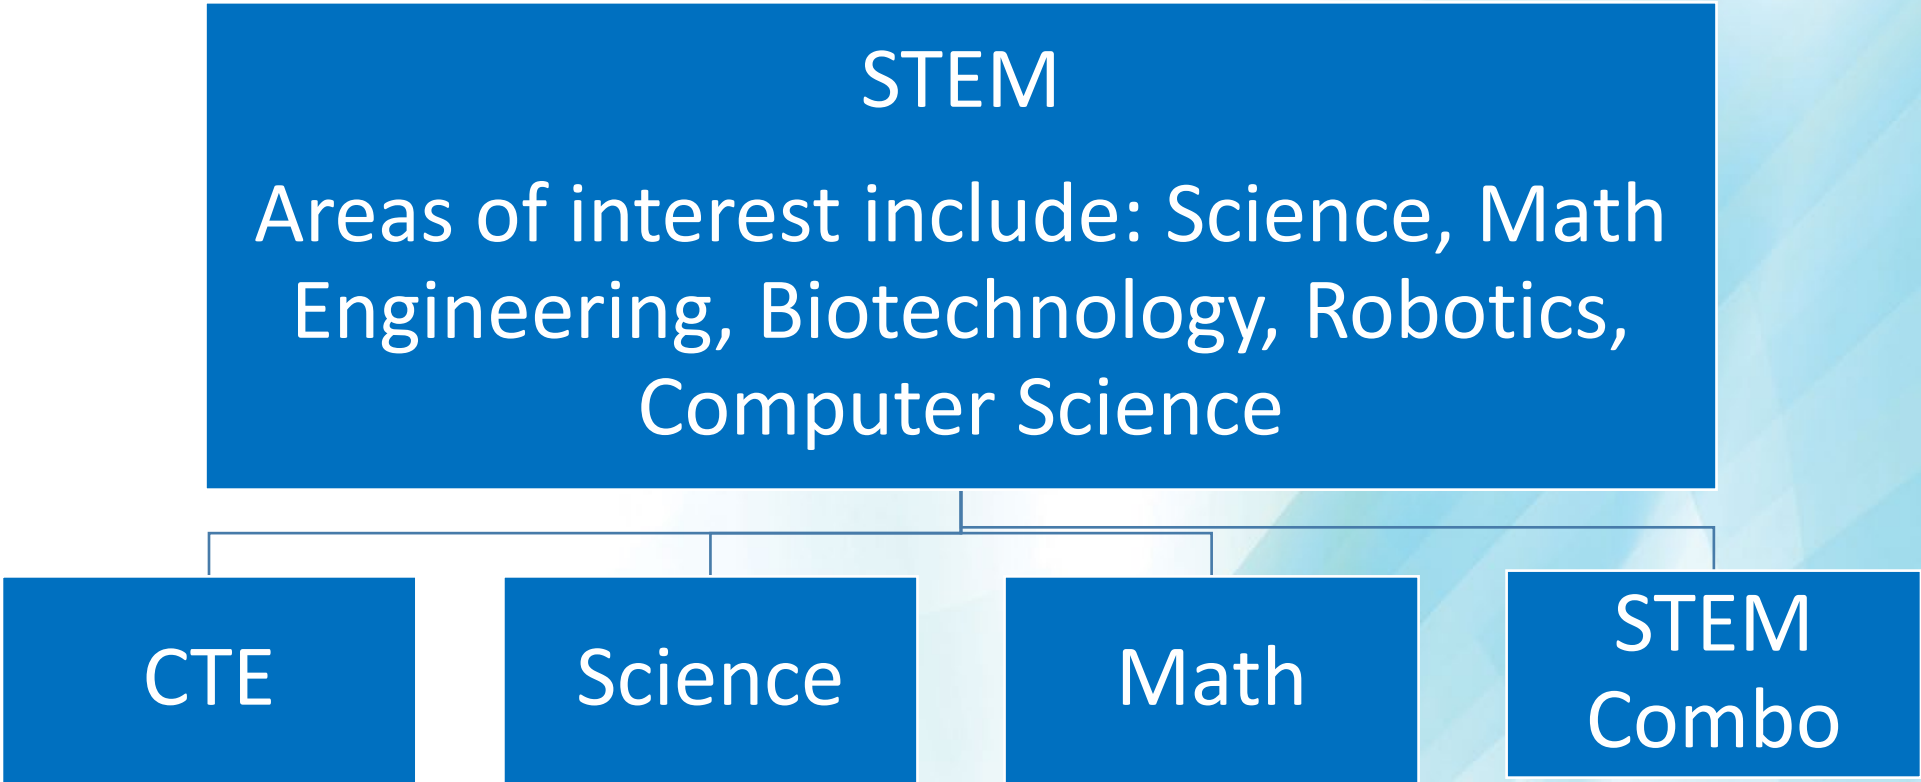 STEM
Areas of interest include: Science, Math
Engineering, Biotechnology, Robotics,
Computer Science
CTE
Science
Math
STEM
Combo